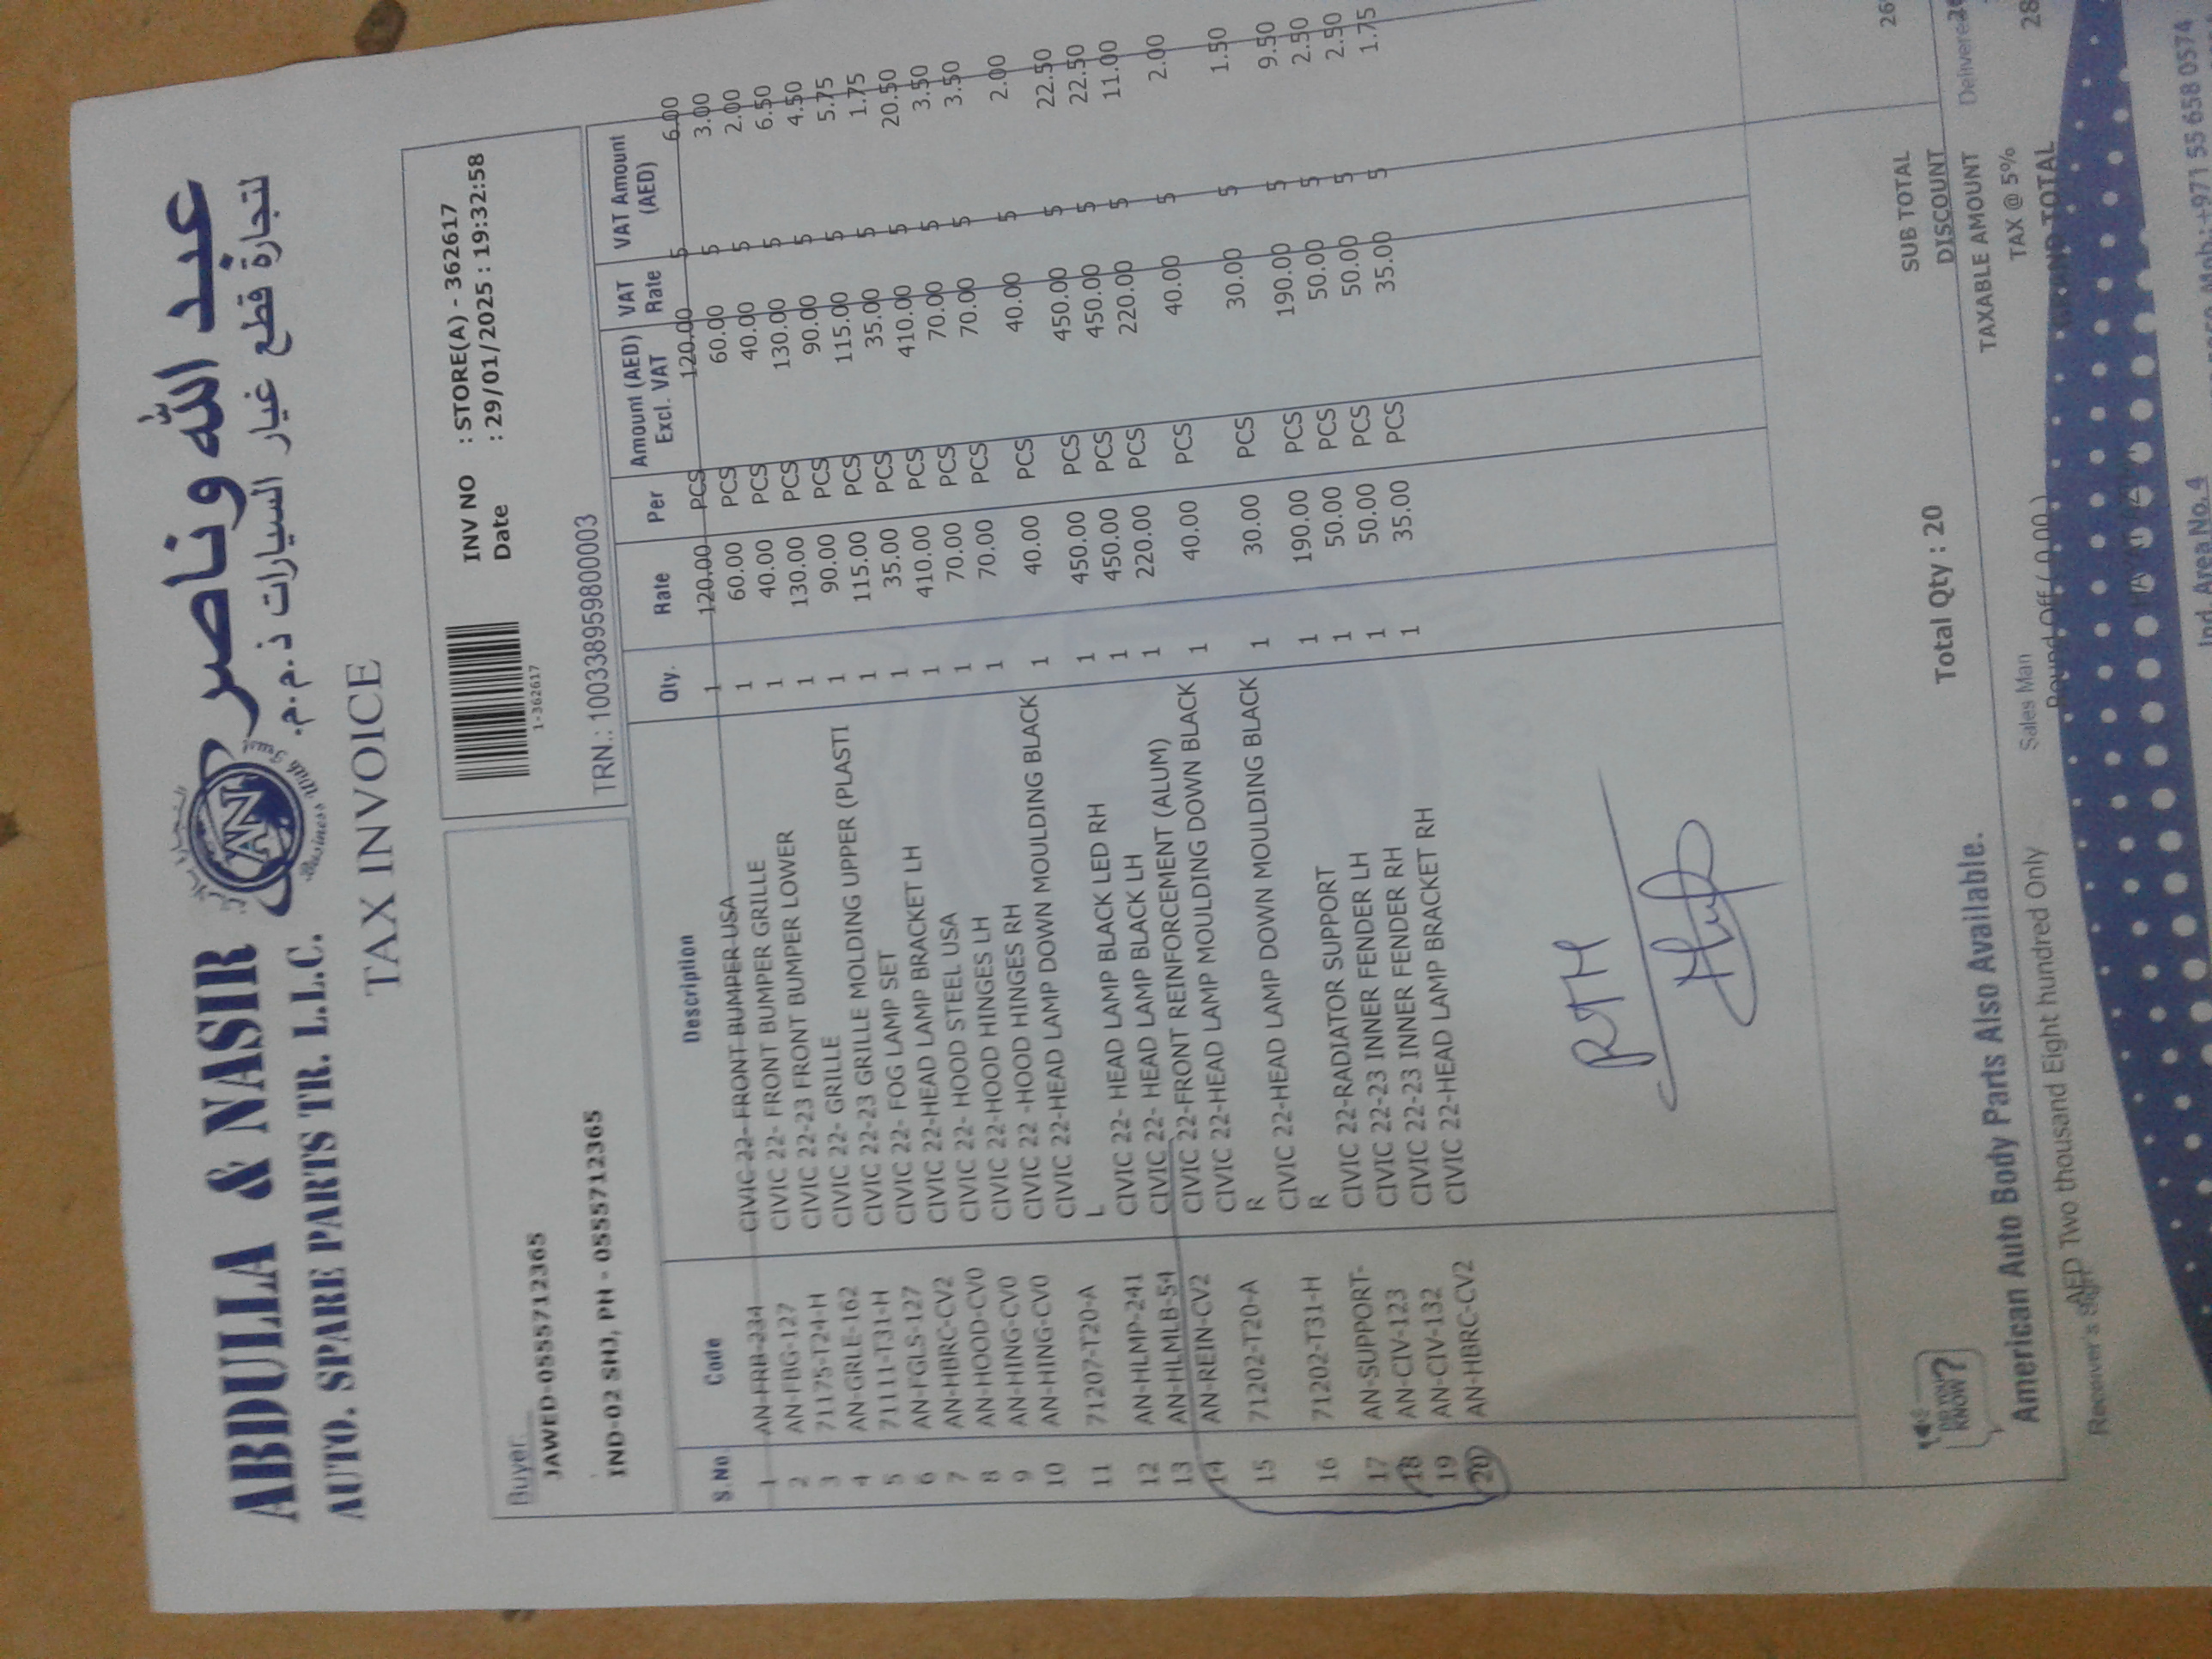 عبد الله وناصر
لتجارة قطع غيار السيارات ذ.م.م.
ABDULLA & NASIR
AUTO. SPARE PARTS TR. L.L.C.
AN
Business With Trust
TAX INVOICE
Buyer:
JAWED-0555712365
IND-02 SHJ, PH - 0555712365
1-362617
INV NO : STORE(A) - 362617
Date : 29/01/2025 : 19:32:58
TRN.: 100338959800003
S.No. Code Description Qty. Rate Per Amount (AED) Excl. VAT VAT Rate VAT Amount (AED)
1 AN-FRB-234 CIVIC 22- FRONT BUMPER USA 1 120.00 PCS 120.00 5 6.00
2 AN-FBG-127 CIVIC 22- FRONT BUMPER GRILLE 1 60.00 PCS 60.00 5 3.00
3 71175-T24-H CIVIC 22-23 FRONT BUMPER LOWER 1 40.00 PCS 40.00 5 2.00
4 AN-GRLE-162 CIVIC 22- GRILLE 1 130.00 PCS 130.00 5 6.50
5 71111-T31-H CIVIC 22-23 GRILLE MOLDING UPPER (PLASTI 1 90.00 PCS 90.00 5 4.50
6 AN-FGLS-127 CIVIC 22- FOG LAMP SET 1 115.00 PCS 115.00 5 5.75
7 AN-HBRC-CV2 CIVIC 22-HEAD LAMP BRACKET LH 1 35.00 PCS 35.00 5 1.75
8 AN-HOOD-CV0 CIVIC 22- HOOD STEEL USA 1 410.00 PCS 410.00 5 20.50
9 AN-HING-CV0 CIVIC 22-HOOD HINGES LH 1 70.00 PCS 70.00 5 3.50
10 AN-HING-CV0 CIVIC 22 -HOOD HINGES RH 1 70.00 PCS 70.00 5 3.50
11 71207-T20-A CIVIC 22-HEAD LAMP DOWN MOULDING BLACK 1 40.00 PCS 40.00 5 2.00
L
12 AN-HLMP-241 CIVIC 22- HEAD LAMP BLACK LED RH 1 450.00 PCS 450.00 5 22.50
13 AN-HLMLB-54 CIVIC 22- HEAD LAMP BLACK LH 1 450.00 PCS 450.00 5 22.50
14 AN-REIN-CV2 CIVIC 22-FRONT REINFORCEMENT (ALUM) 1 220.00 PCS 220.00 5 11.00
15 71202-T20-A CIVIC 22-HEAD LAMP MOULDING DOWN BLACK 1 40.00 PCS 40.00 5 2.00
R
16 71202-T31-H CIVIC 22-HEAD LAMP DOWN MOULDING BLACK 1 30.00 PCS 30.00 5 1.50
R
17 AN-SUPPORT- CIVIC 22-RADIATOR SUPPORT 1 190.00 PCS 190.00 5 9.50
18 AN-CIV-123 CIVIC 22-23 INNER FENDER LH 1 50.00 PCS 50.00 5 2.50
19 AN-CIV-132 CIVIC 22-23 INNER FENDER RH 1 50.00 PCS 50.00 5 2.50
20 AN-HBRC-CV2 CIVIC 22-HEAD LAMP BRACKET RH 1 35.00 PCS 35.00 5 1.75
DO YOU KNOW?
American Auto Body Parts Also Available.
Total Qty : 20
SUB TOTAL 26
DISCOUNT
TAXABLE AMOUNT
TAX @ 5%
GRAND TOTAL 28
Delivered
Sales Man
Round Off ( 0.00 )
AED Two thousand Eight hundred Only
Receiver's Sign
Ind. Area No. 4
Mob.: +971 55 658 0574